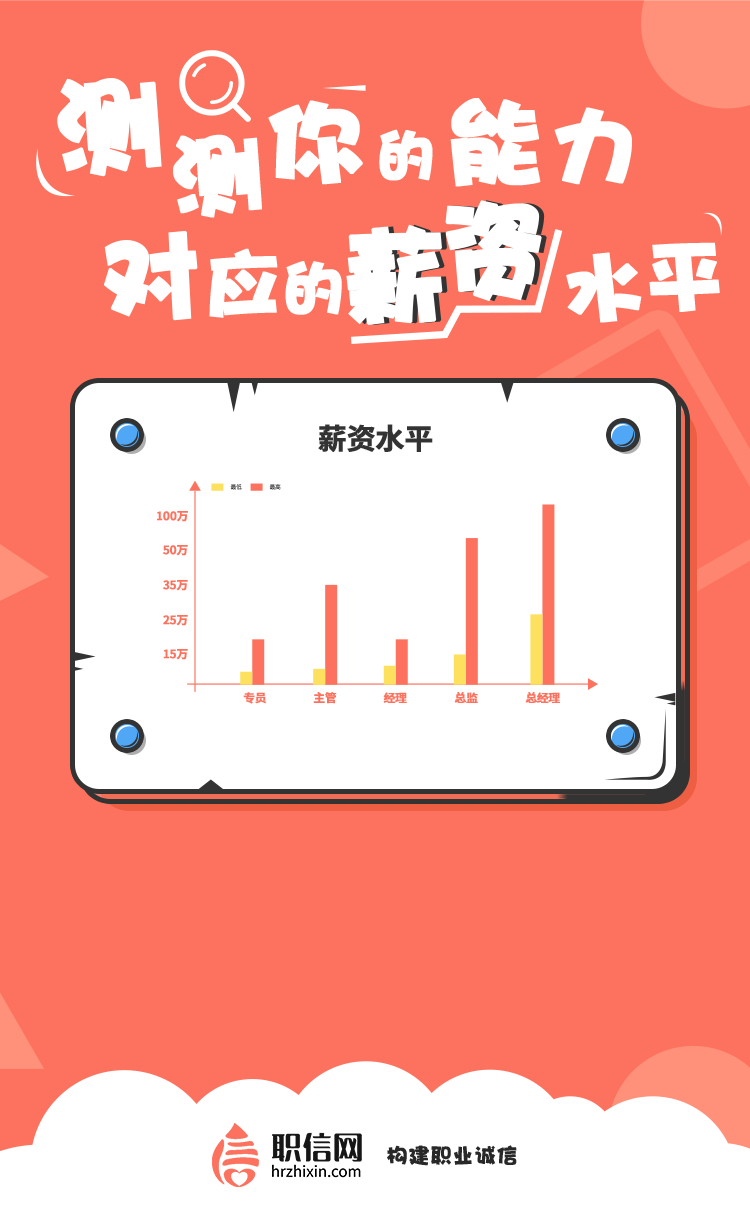 测测你的能力
对应的薪资水平
薪资水平
最低 最高
100万
50万
35万
25万
15万
专员 主管 经理 总监 总经理
职信网
hrzhixin.com
构建职业诚信